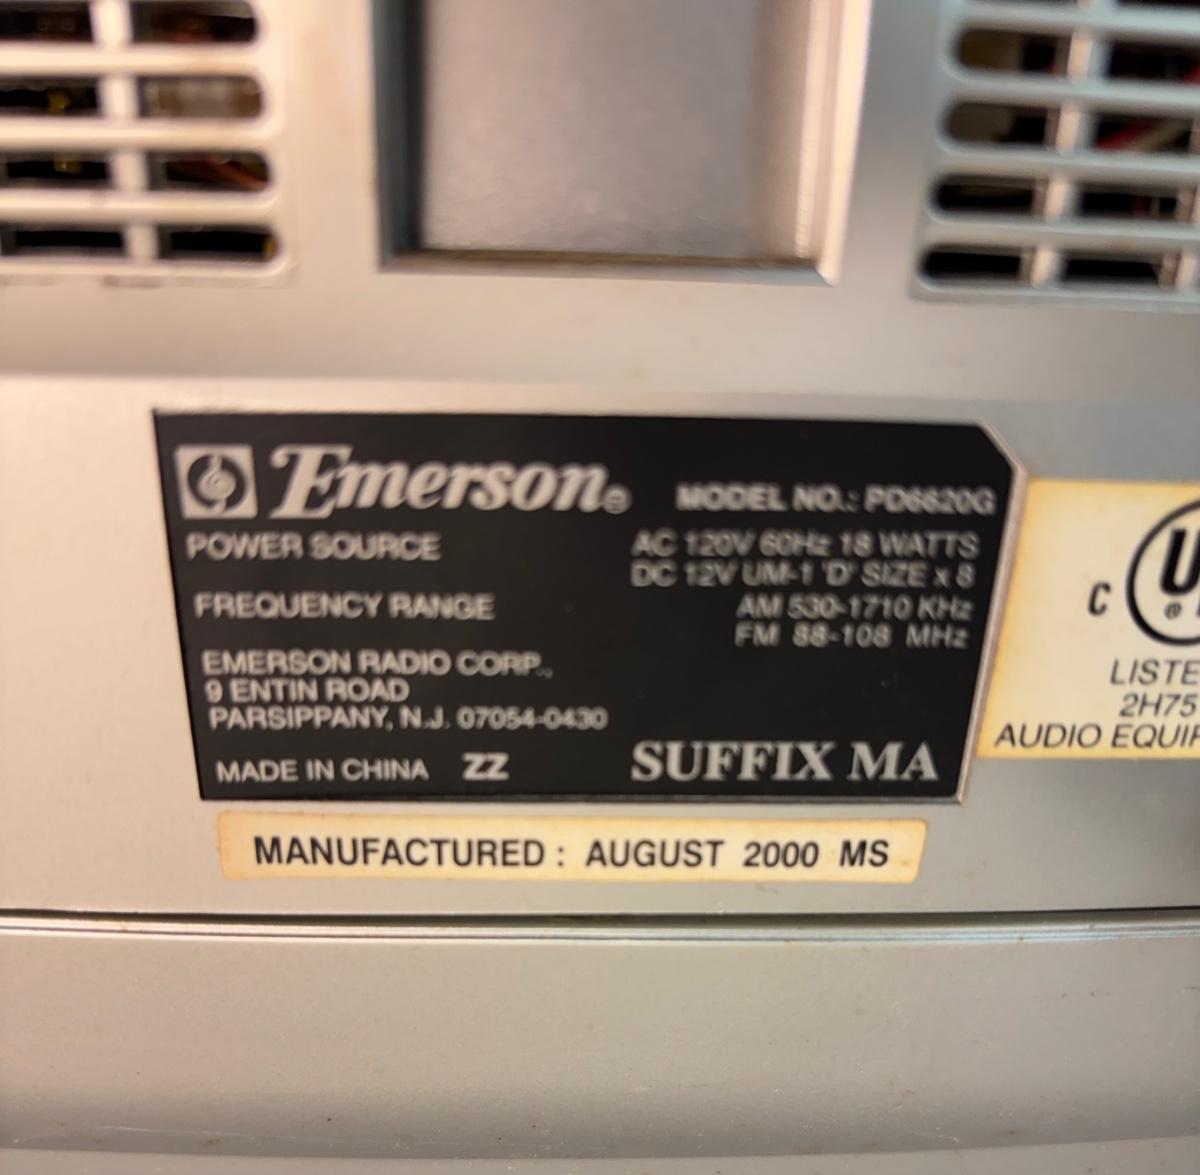 Emerson®
MODEL NO.: PD6620G
POWER SOURCE
AC 120V 60Hz 18 WATTS
DC 12V UM-1 'D' SIZE x 8
FREQUENCY RANGE
AM 530-1710 KHz
FM 88-108 MHz
EMERSON RADIO CORP.,
9 ENTIN ROAD
PARSIPPANY, N.J. 07054-0430
MADE IN CHINA ZZ
SUFFIX MA
MANUFACTURED : AUGUST 2000 MS
C U
®
LISTE
2H75
AUDIO EQUIP